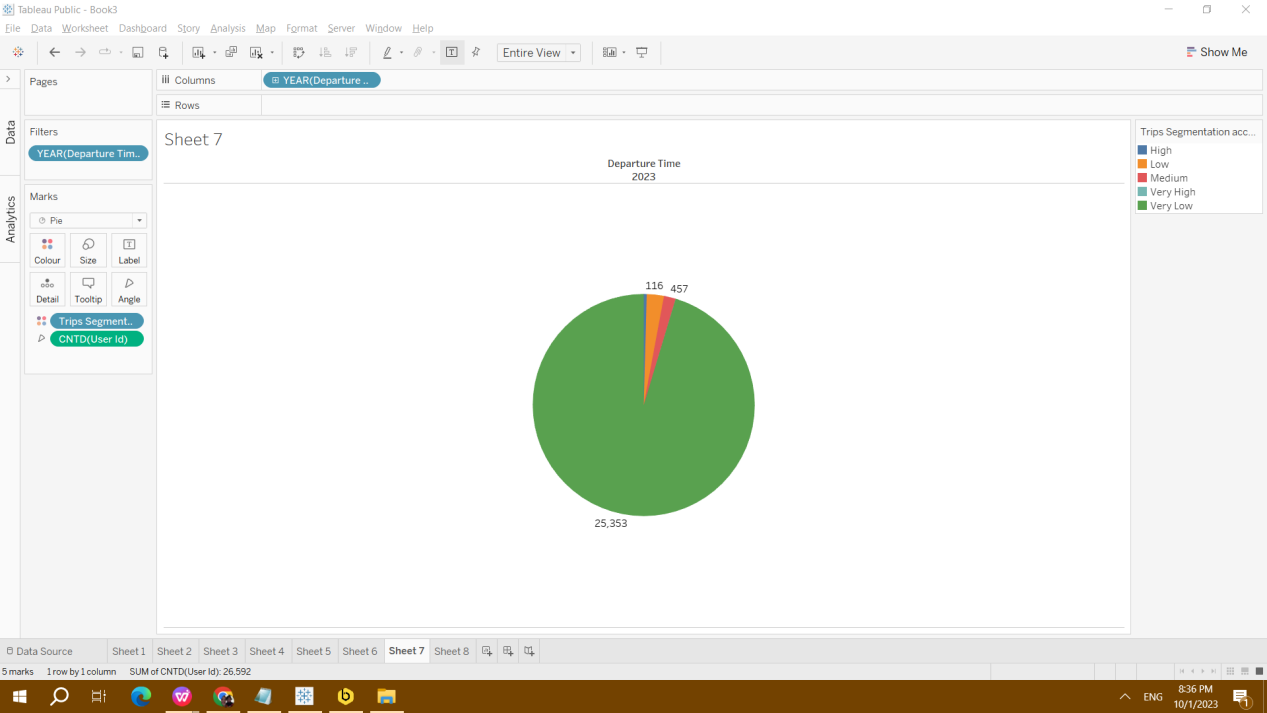 Tableau Public - Book3
File Data Worksheet Dashboard Story Analysis Map Format Server Window Help
Entire View
Show Me
Pages
Columns
YEAR(Departure ..
Rows
Data
Analytics
Filters
YEAR(Departure Tim..
Marks
Pie
Colour Size Label
Detail Tooltip Angle
Trips Segment..
CNTD(User Id)
Sheet 7
Departure Time
2023
116
457
25,353
Trips Segmentation acc...
High
Low
Medium
Very High
Very Low
Data Source Sheet 1 Sheet 2 Sheet 3 Sheet 4 Sheet 5 Sheet 6 Sheet 7 Sheet 8
5 marks 1 row by 1 column SUM of CNTD(User Id): 26,592
ENG
8:36 PM
10/1/2023
1